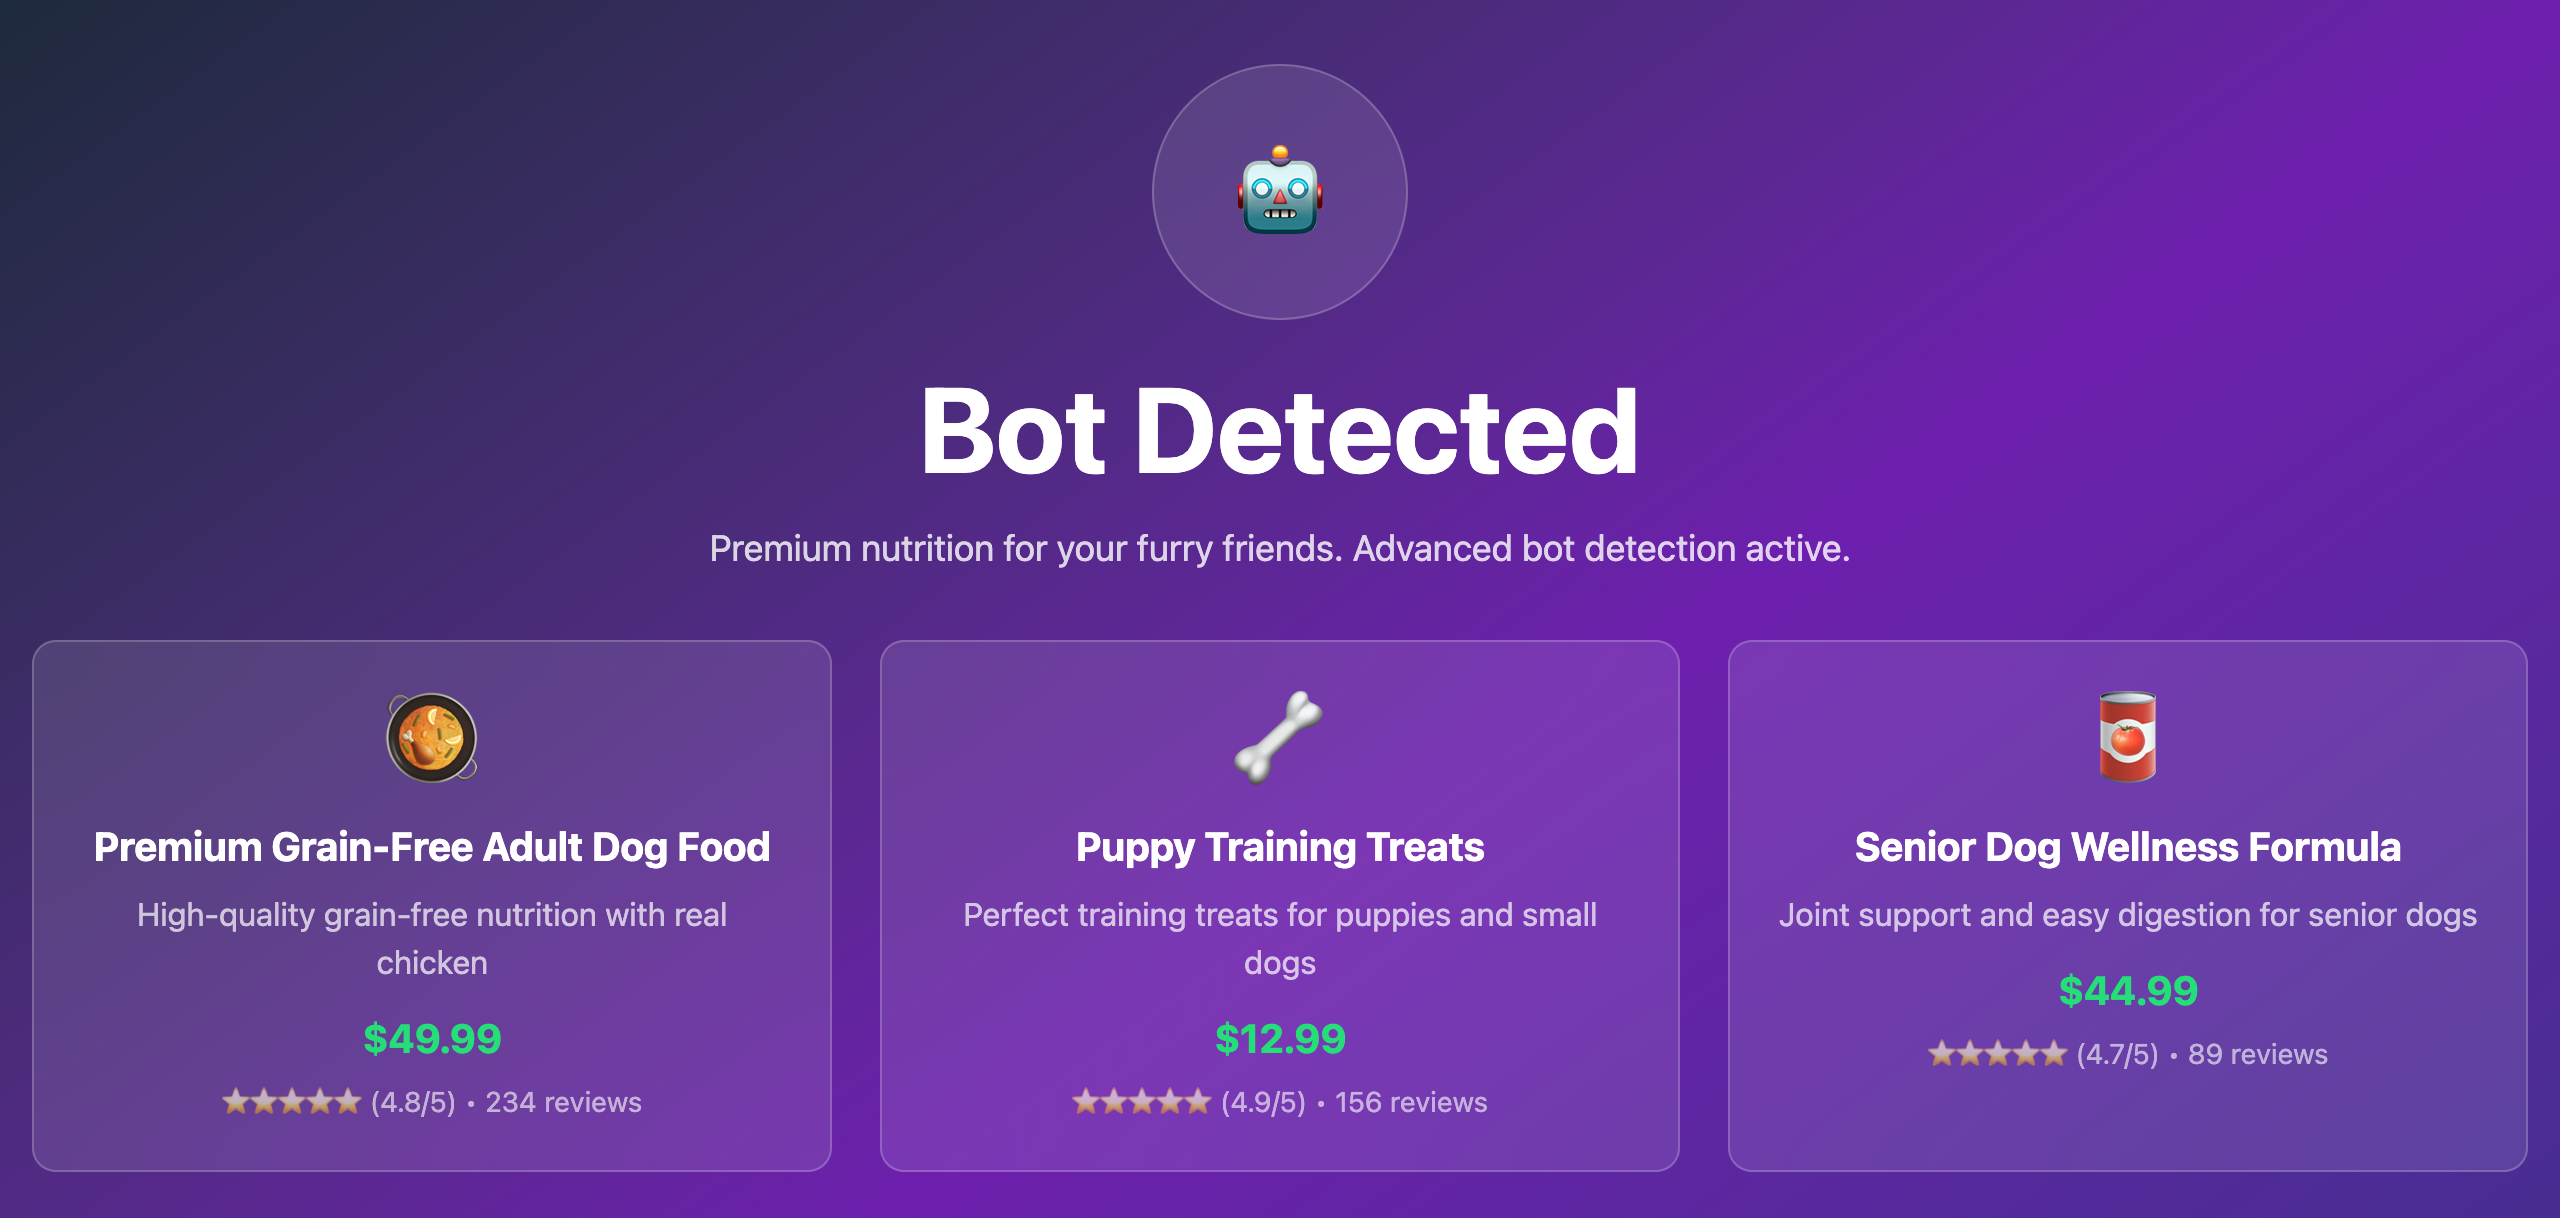 Bot Detected
Premium nutrition for your furry friends. Advanced bot detection active.
Premium Grain-Free Adult Dog Food
High-quality grain-free nutrition with real
chicken
$49.99
(4.8/5) • 234 reviews
Puppy Training Treats
Perfect training treats for puppies and small
dogs
$12.99
(4.9/5) • 156 reviews
Senior Dog Wellness Formula
Joint support and easy digestion for senior dogs
$44.99
(4.7/5) • 89 reviews